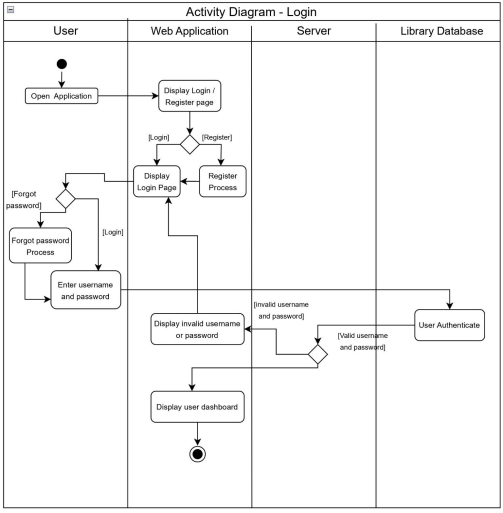 Activity Diagram - Login
User
Web Application
Server
Library Database
Open Application
Display Login /
Register page
[Login]
[Register]
Display
Login Page
Register
Process
[Forgot
password]
[Login]
Forgot password
Process
Enter username
and password
[invalid username
and password]
Display invalid username
or password
[Valid username
and password]
User Authenticate
Display user dashboard